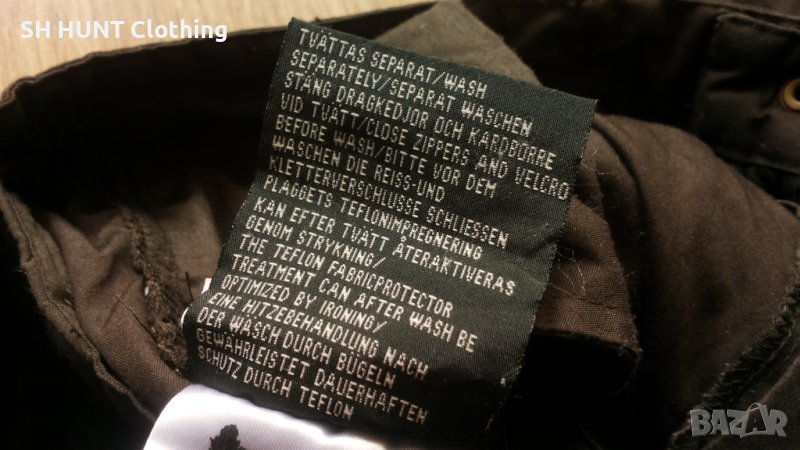 SH HUNT Clothing
TVÄTTAS SEPARAT/WASH
SEPARATELY/SEPARAT WASCHEN
STÄNG DRAGKEDJOR OCH KARDBORRE
VID TVÄTT/CLOSE ZIPPERS AND VELCRO
BEFORE WASH/BITTE VOR DEM
WASCHEN DIE REISS-UND
KLETTERVERSCHLUSSE SCHLIESSEN
PLAGGETS TEFLONIMPREGNERING
KAN EFTER TVÄTT ÅTERAKTIVERAS
GENOM STRYKNING/
THE TEFLON FABRICPROTECTOR
TREATMENT CAN AFTER WASH BE
OPTIMIZED BY IRONING/
EINE HITZEBEHANDLUNG NACH
DER WASCH DURCH BÜGELN
GEWÄHRLEISTET DAUERHAFTEN
SCHUTZ DURCH TEFLON
BAZAR